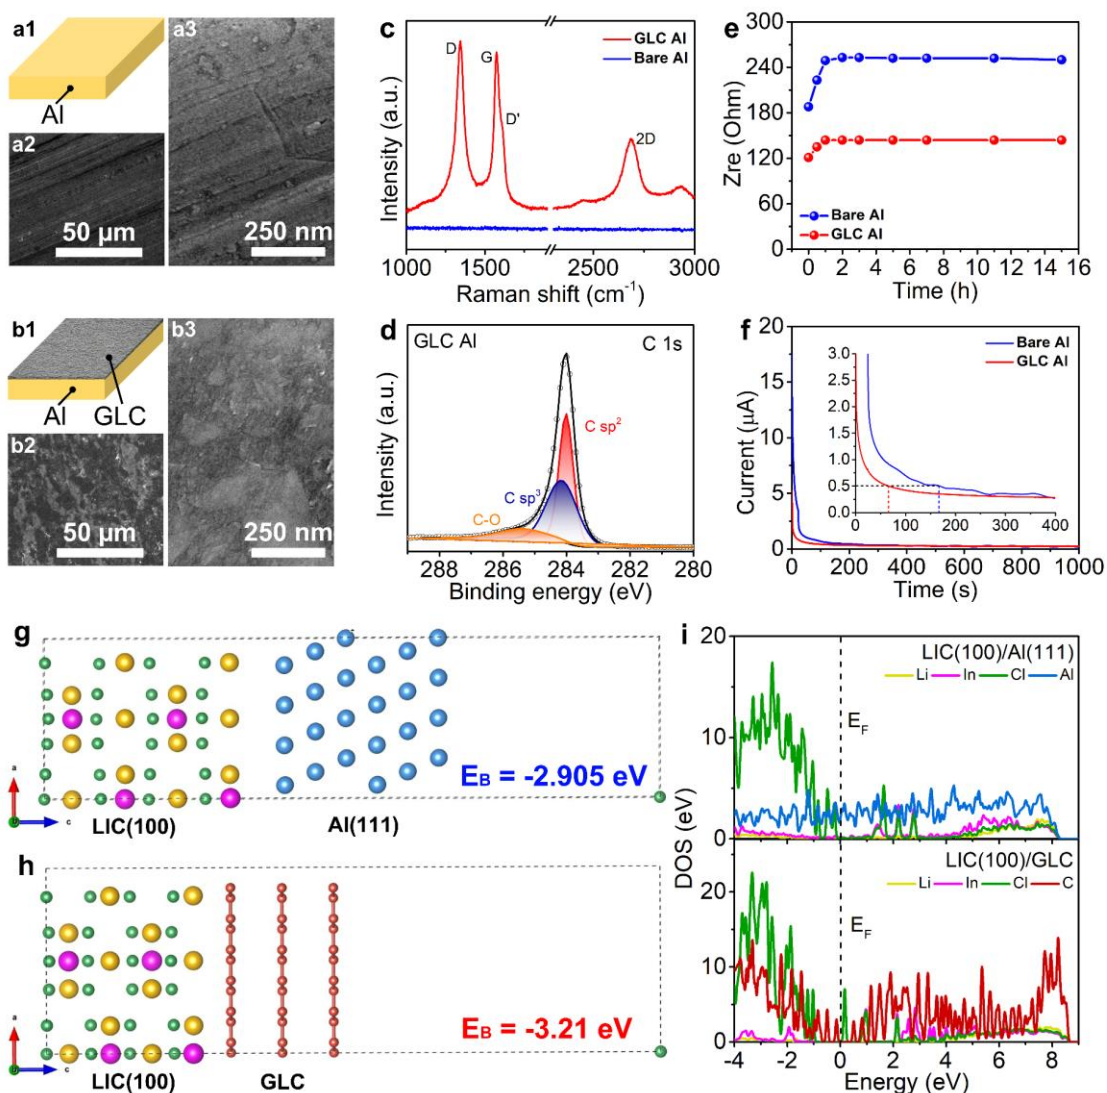 a1
Al
a2
50 µm
a3
250 nm
b1
Al
GLC
b2
50 µm
b3
250 nm
c
GLC Al
Bare Al
D
G
D'
2D
Intensity (a.u.)
1000 1500 2500 3000
Raman shift (cm⁻¹)
d
GLC Al
C 1s
C sp²
C sp³
C-O
Intensity (a.u.)
288 286 284 282 280
Binding energy (eV)
e
300
240
180
120
60
0
Zre (Ohm)
Bare Al
GLC Al
0 2 4 6 8 10 12 14 16
Time (h)
f
20
15
10
5
0
Current (µA)
Bare Al
GLC Al
3.0
2.5
2.0
1.5
1.0
0.5
0.0
0 100 200 300 400
0 200 400 600 800 1000
Time (s)
g
a
c
LIC(100)
Al(111)
E_B = -2.905 eV
h
a
c
LIC(100)
GLC
E_B = -3.21 eV
i
LIC(100)/Al(111)
Li In Cl Al
E_F
20
10
0
DOS (eV)
LIC(100)/GLC
Li In Cl C
E_F
20
10
0
-4 -2 0 2 4 6 8
Energy (eV)